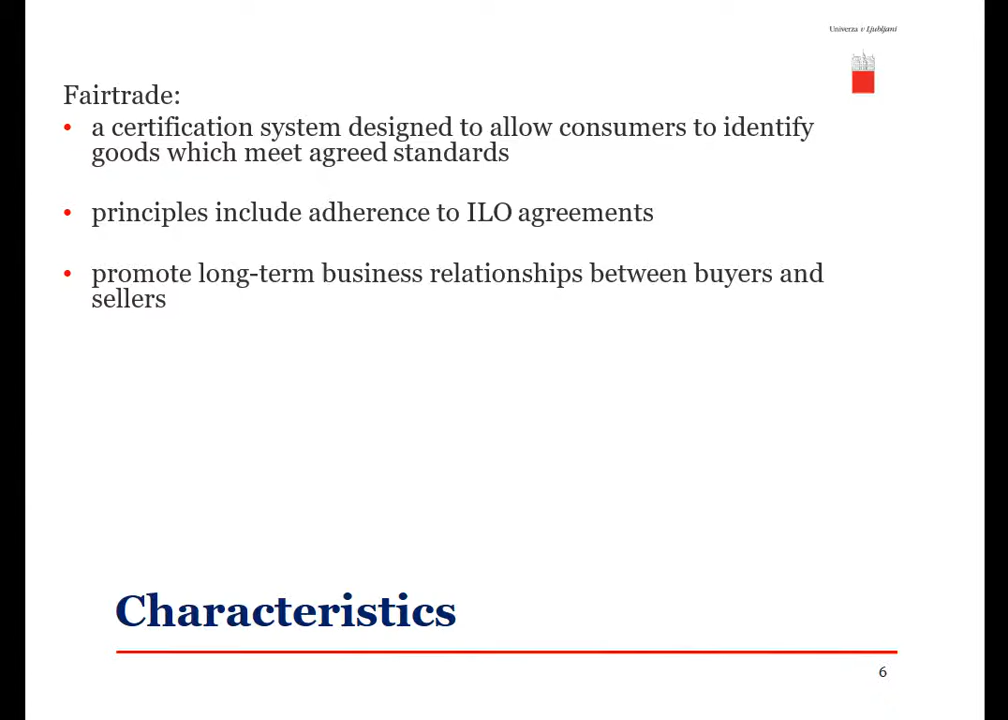 Univerza v Ljubljani
Fairtrade:
• a certification system designed to allow consumers to identify
goods which meet agreed standards
• principles include adherence to ILO agreements
• promote long-term business relationships between buyers and
sellers
Characteristics
6